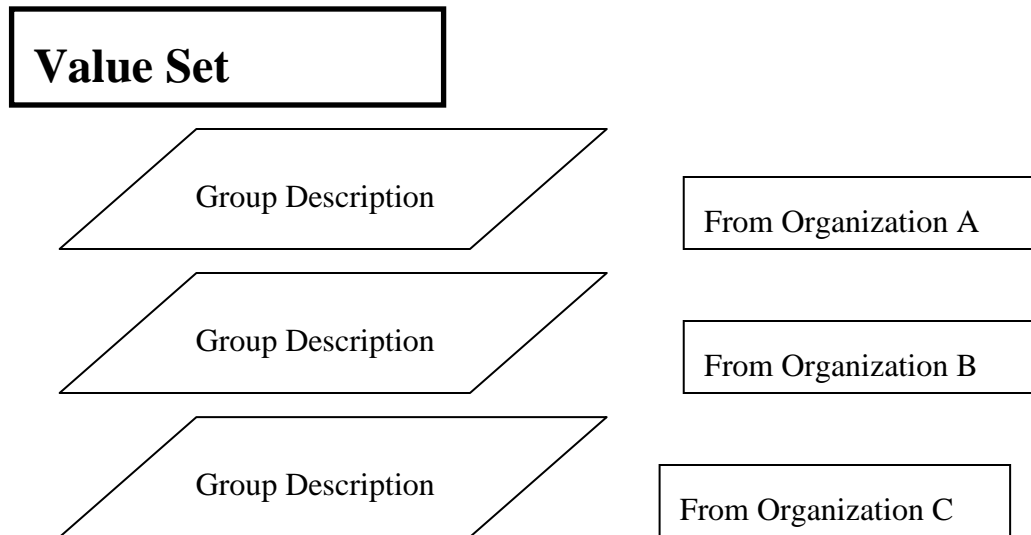 Value Set
Group Description
From Organization A
Group Description
From Organization B
Group Description
From Organization C